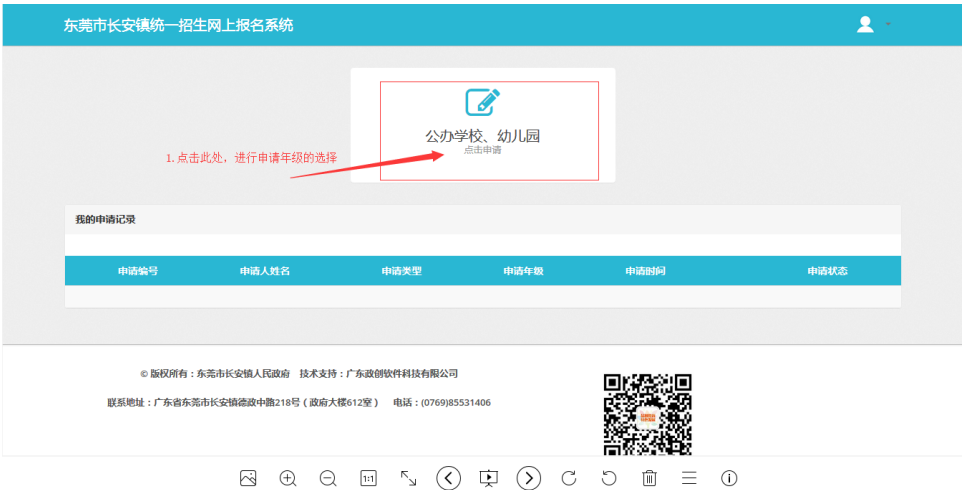 东莞市长安镇统一招生网上报名系统
公办学校、幼儿园
点击申请
1.点击此处，进行申请年级的选择
我的申请记录
申请编号 申请人姓名 申请类型 申请年级 申请时间 申请状态
© 版权所有：东莞市长安镇人民政府 技术支持：广东政创软件科技有限公司
联系地址：广东省东莞市长安镇德政中路218号（政府大楼612室） 电话：(0769)85531406
1:1